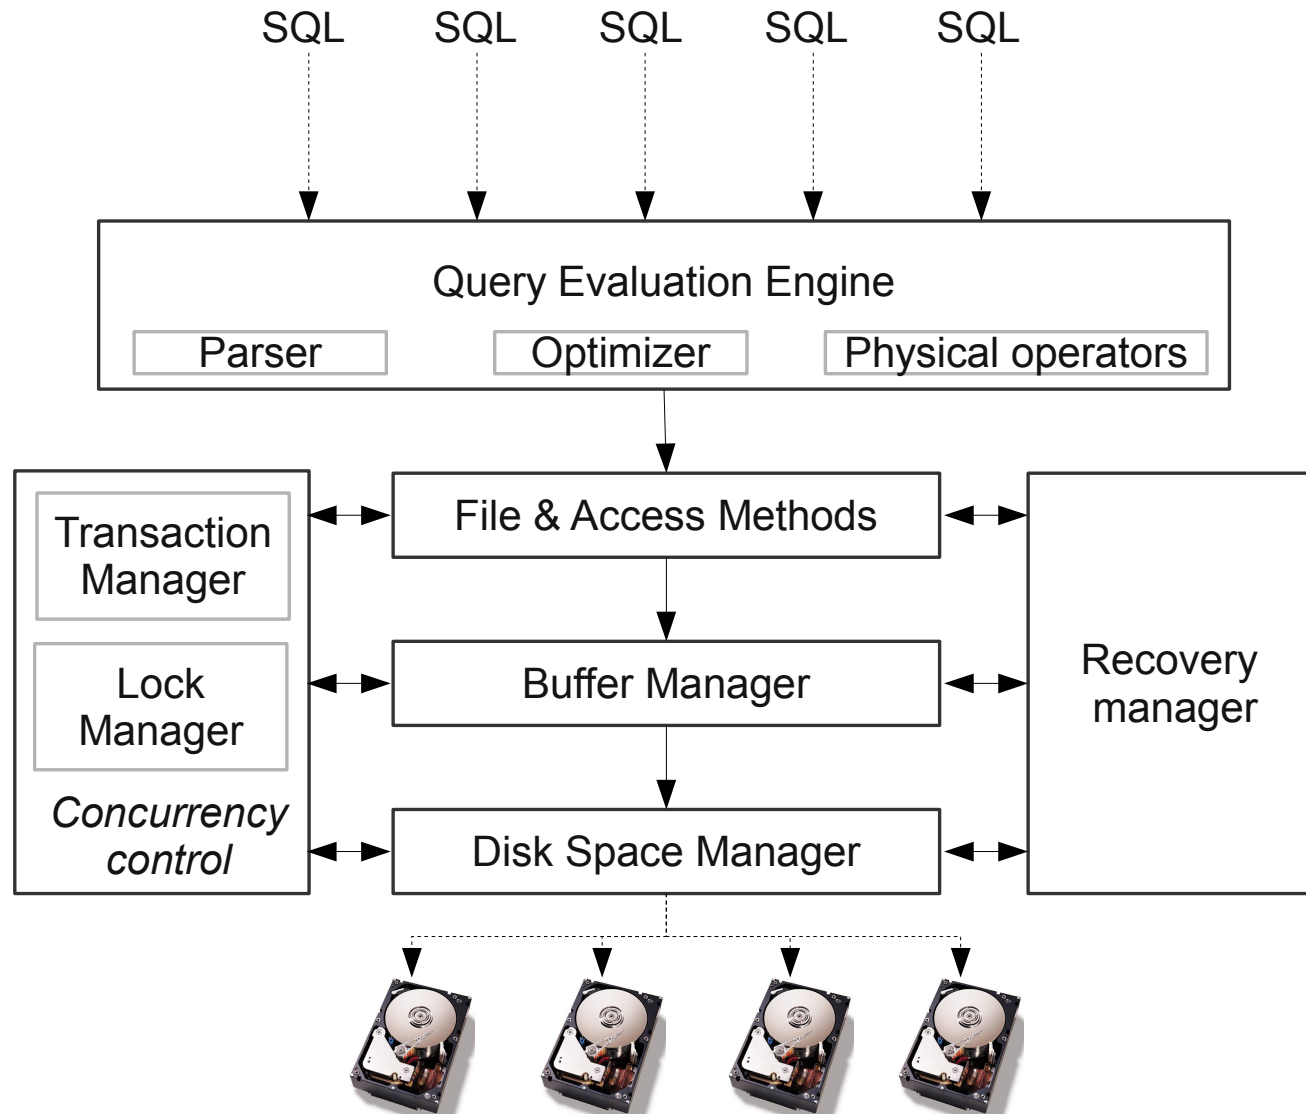 SQL SQL SQL SQL SQL
Query Evaluation Engine
Parser Optimizer Physical operators
File & Access Methods
Transaction
Manager
Buffer Manager
Lock
Manager
Recovery
manager
Concurrency
control
Disk Space Manager